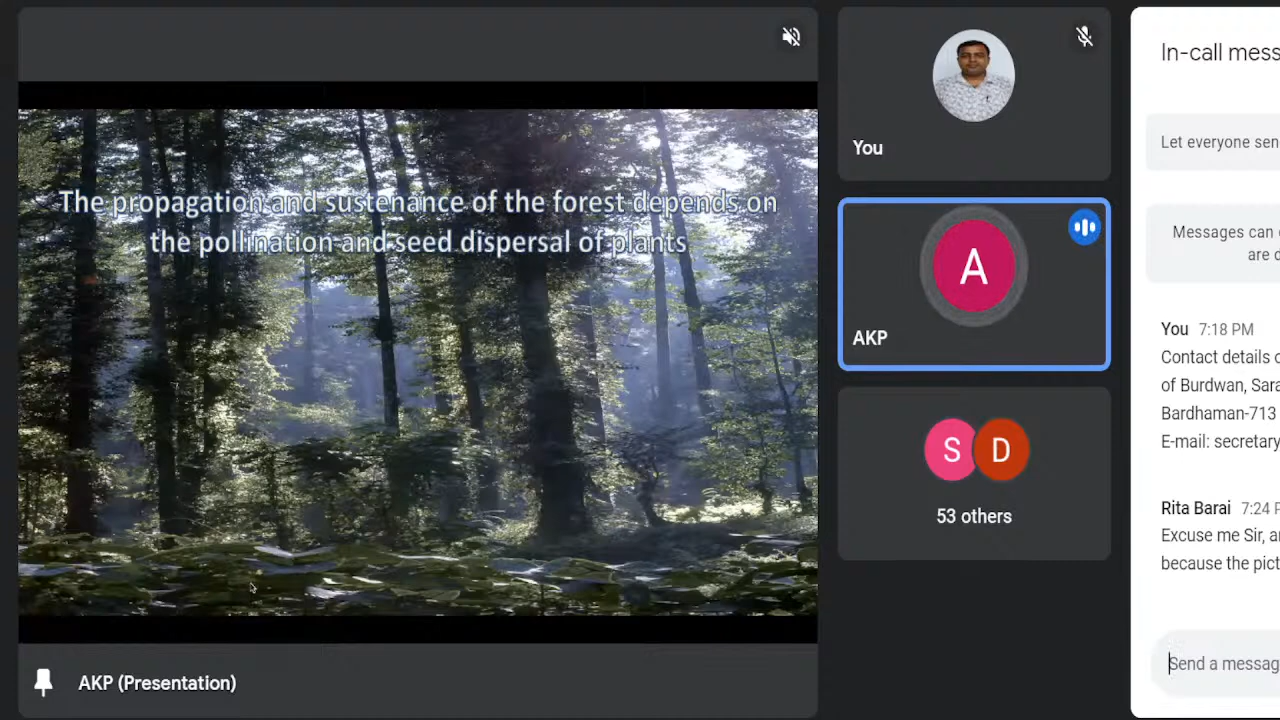 The propagation and sustenance of the forest depends on
the pollination and seed dispersal of plants
AKP (Presentation)
You
A
AKP
S D
53 others
In-call mess
Let everyone sen
Messages can
are
You 7:18 PM
Contact details
of Burdwan, Sara
Bardhaman-713
E-mail: secretary
Rita Barai 7:24
Excuse me Sir,
because the pict
Send a messag